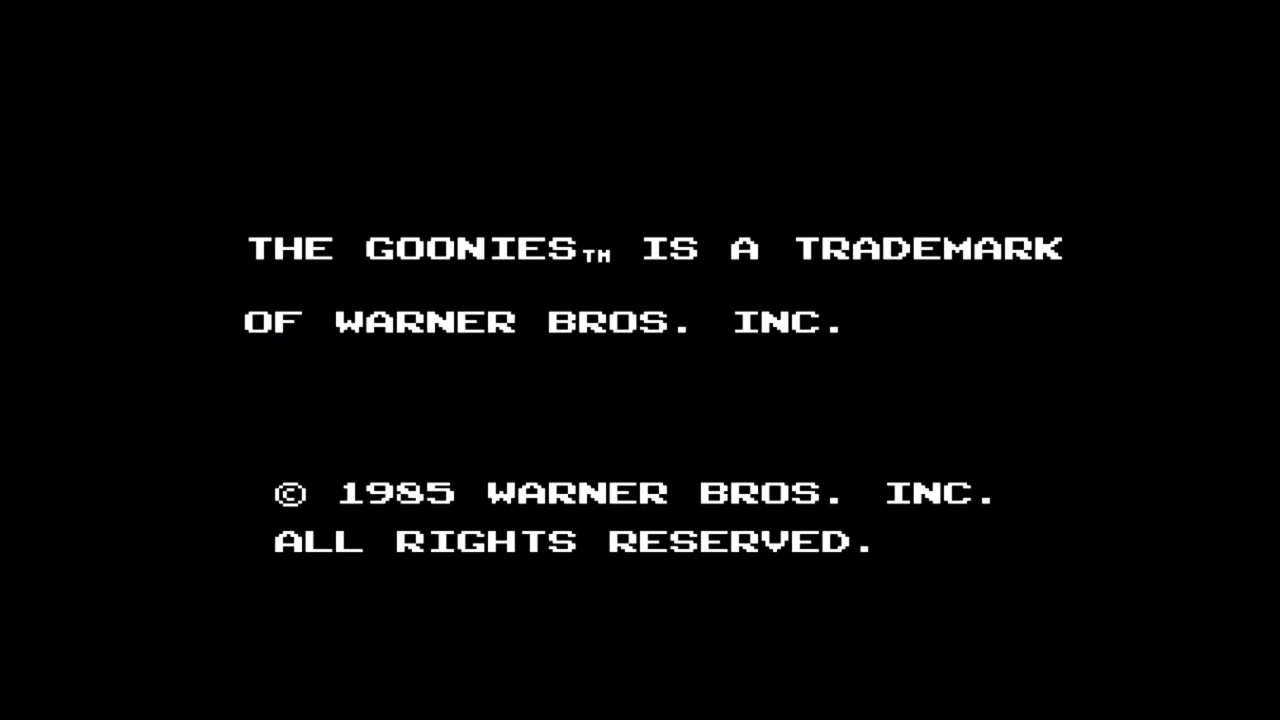 THE GOONIES™ IS A TRADEMARK
OF WARNER BROS. INC.
© 1985 WARNER BROS. INC.
ALL RIGHTS RESERVED.